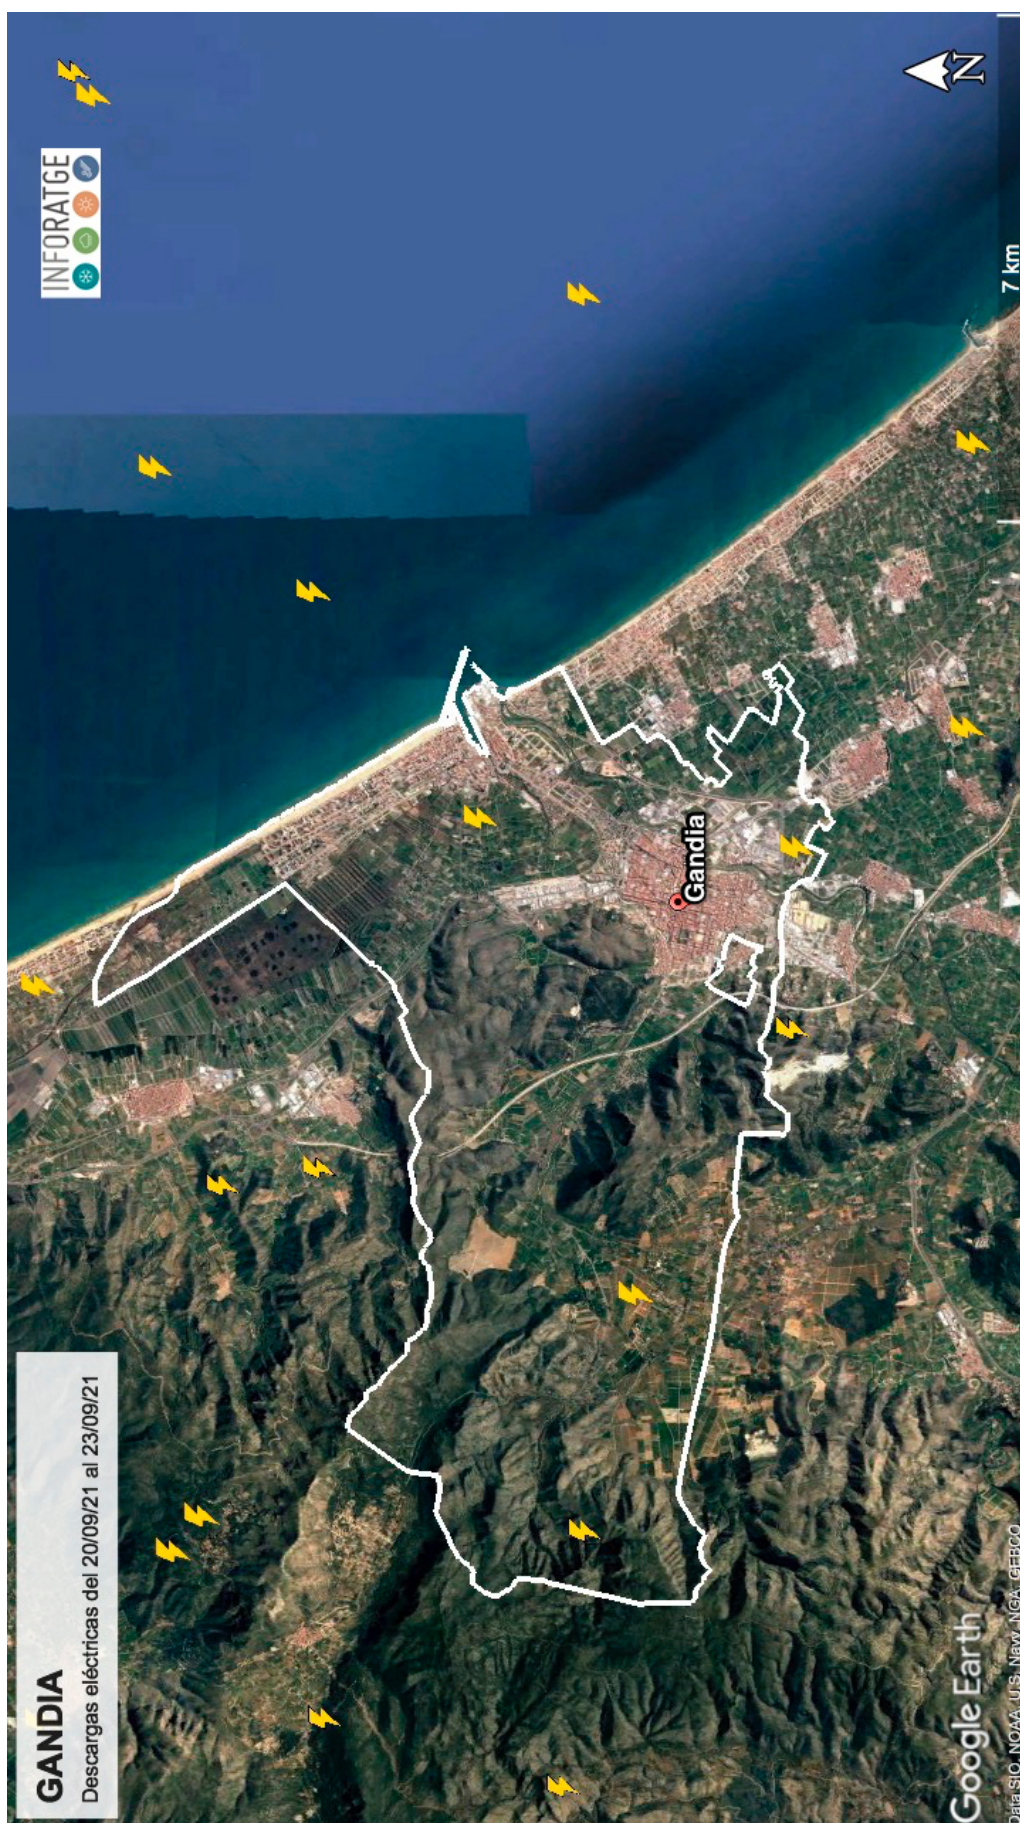 GANDIA
Descargas eléctricas del 20/09/21 al 23/09/21
INFORATGE
N
Gandia
Google Earth
Data SIO, NOAA, U.S. Navy, NGA, GEBCO
7 km